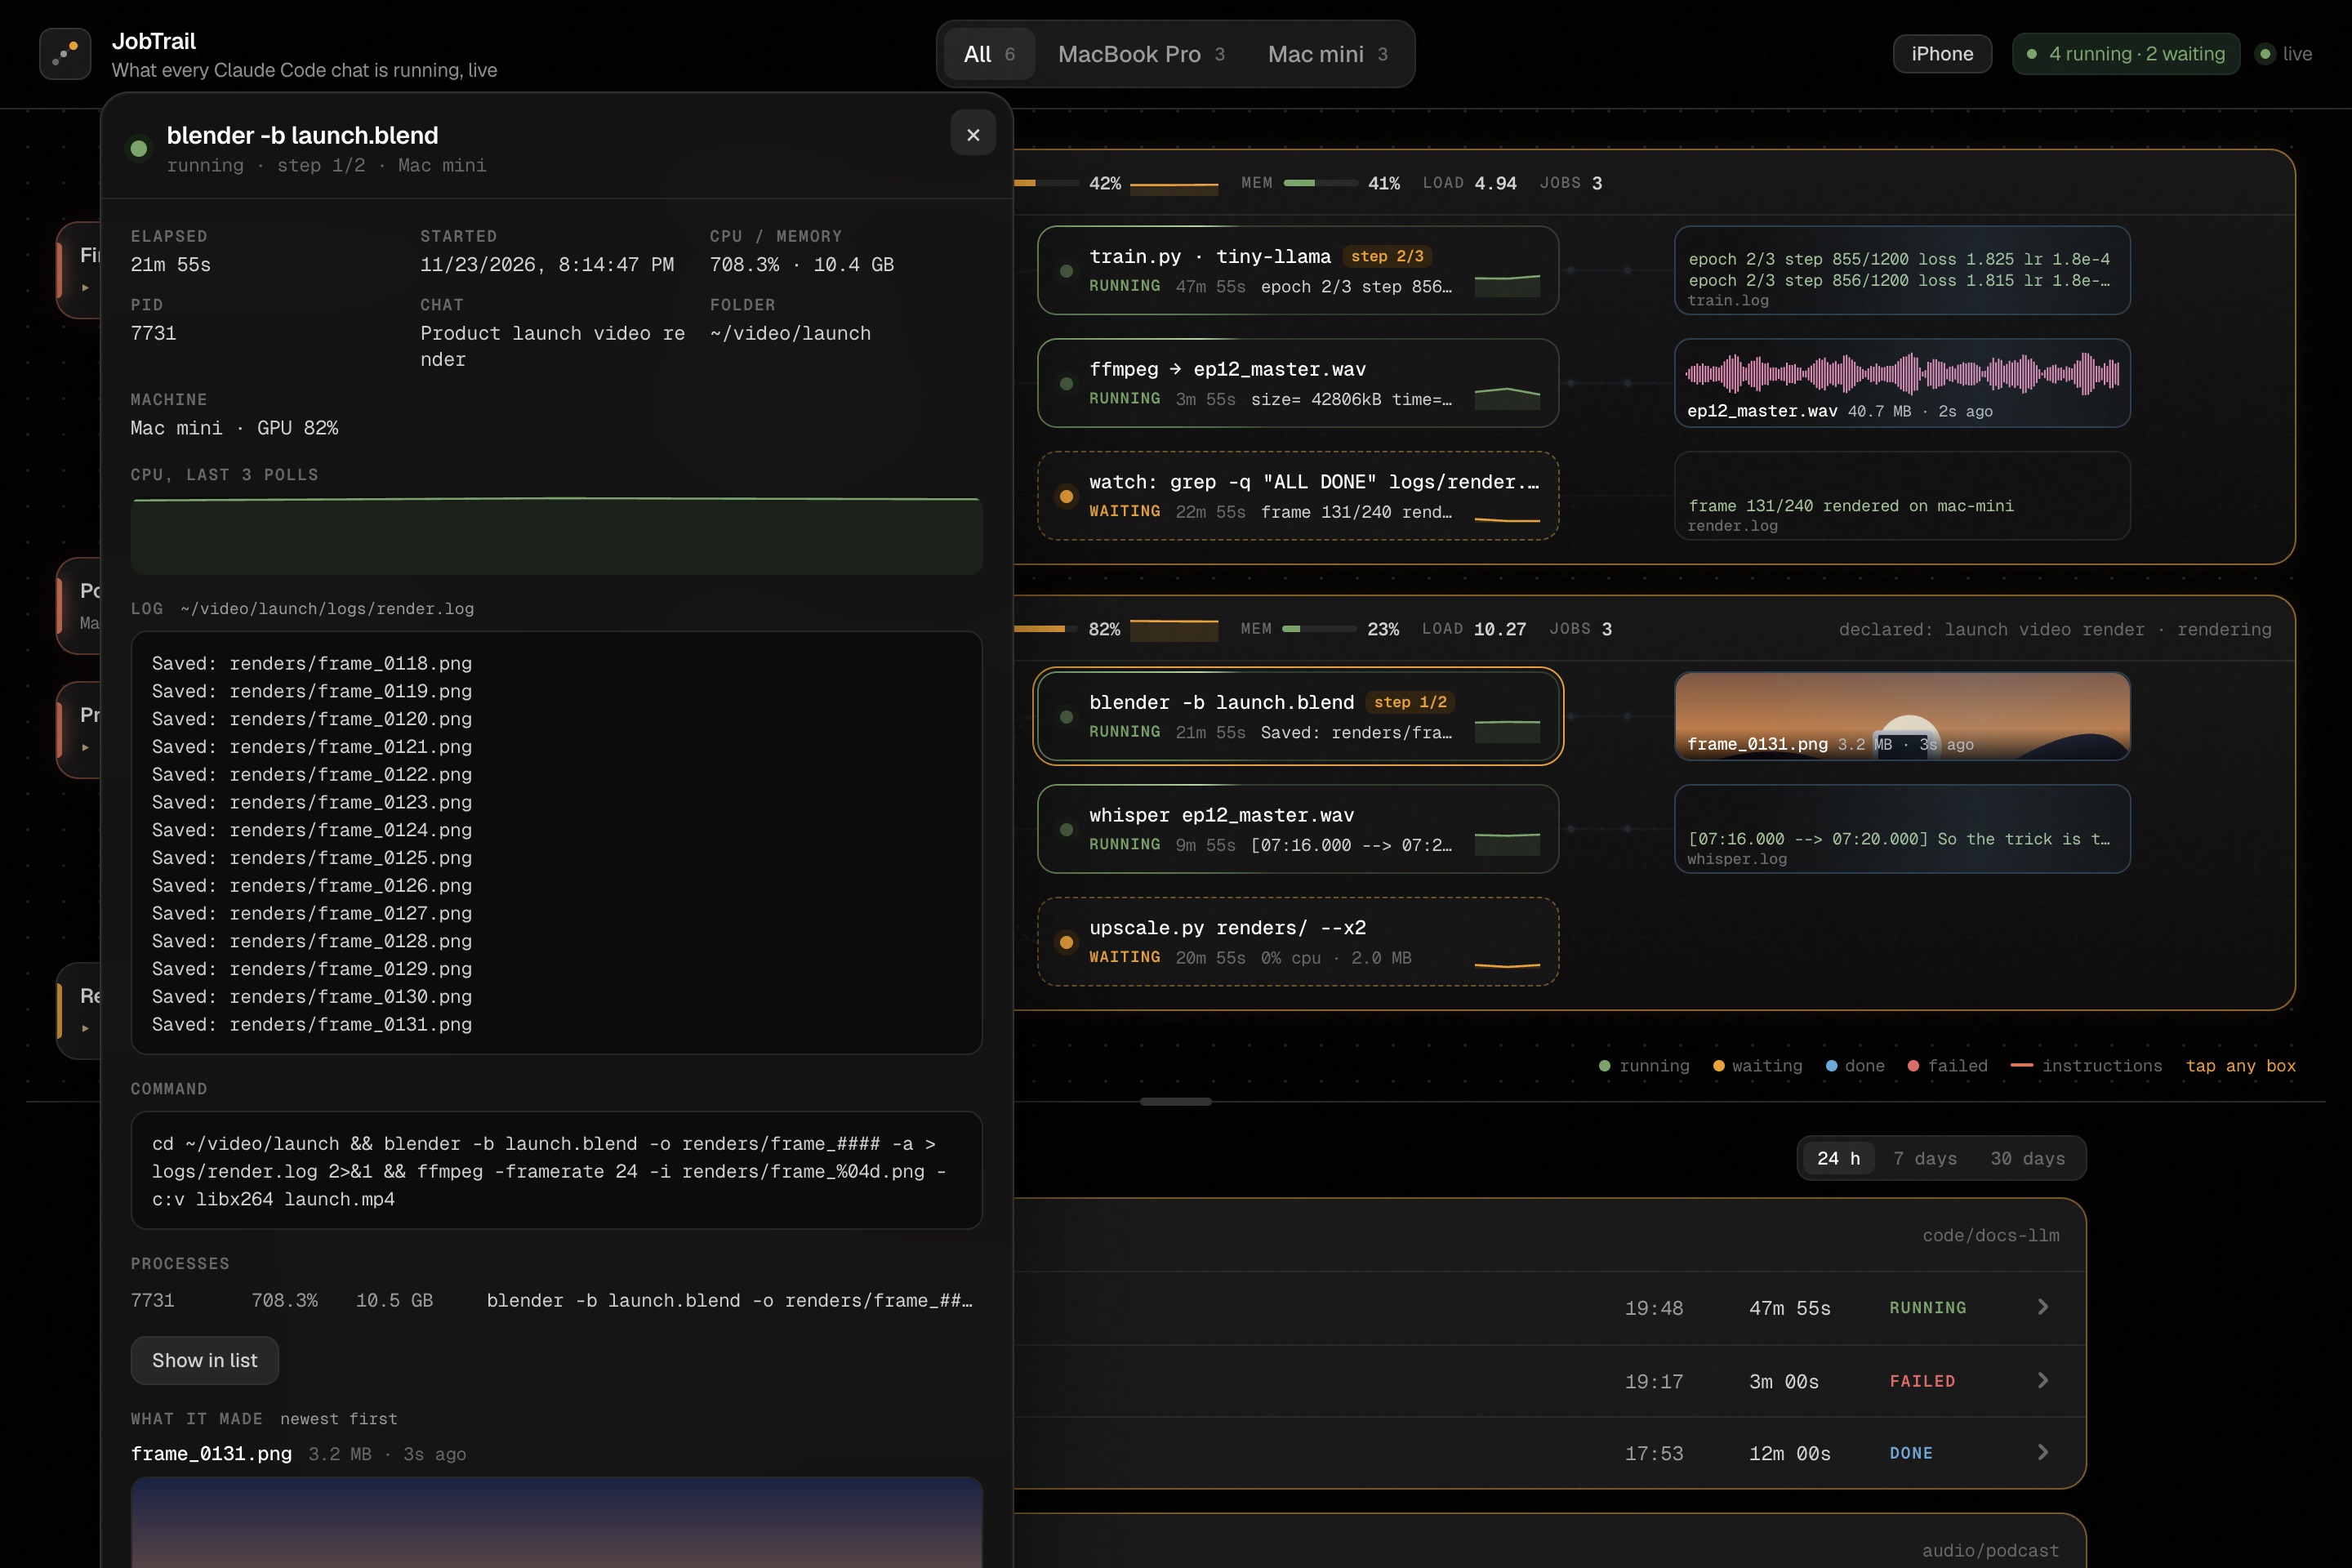 JobTrail
What every Claude Code chat is running, live
All 6
MacBook Pro 3
Mac mini 3
iPhone
4 running · 2 waiting
live
blender -b launch.blend
running · step 1/2 · Mac mini
×
ELAPSED
21m 55s
STARTED
11/23/2026, 8:14:47 PM
CPU / MEMORY
708.3% · 10.4 GB
PID
7731
CHAT
Product launch video re
nder
FOLDER
~/video/launch
MACHINE
Mac mini · GPU 82%
CPU, LAST 3 POLLS
LOG ~/video/launch/logs/render.log
Saved: renders/frame_0118.png
Saved: renders/frame_0119.png
Saved: renders/frame_0120.png
Saved: renders/frame_0121.png
Saved: renders/frame_0122.png
Saved: renders/frame_0123.png
Saved: renders/frame_0124.png
Saved: renders/frame_0125.png
Saved: renders/frame_0126.png
Saved: renders/frame_0127.png
Saved: renders/frame_0128.png
Saved: renders/frame_0129.png
Saved: renders/frame_0130.png
Saved: renders/frame_0131.png
COMMAND
cd ~/video/launch && blender -b launch.blend -o renders/frame_#### -a >
logs/render.log 2>&1 && ffmpeg -framerate 24 -i renders/frame_%04d.png -
c:v libx264 launch.mp4
PROCESSES
7731 708.3% 10.5 GB blender -b launch.blend -o renders/frame_##…
Show in list
WHAT IT MADE newest first
frame_0131.png 3.2 MB · 3s ago
Fi
Po
Ma
Pr
Re
42% MEM 41% LOAD 4.94 JOBS 3
train.py · tiny-llama step 2/3
RUNNING 47m 55s epoch 2/3 step 856…
epoch 2/3 step 855/1200 loss 1.825 lr 1.8e-4
epoch 2/3 step 856/1200 loss 1.815 lr 1.8e-…
train.log
ffmpeg → ep12_master.wav
RUNNING 3m 55s size= 42806kB time=…
ep12_master.wav 40.7 MB · 2s ago
watch: grep -q "ALL DONE" logs/render.…
WAITING 22m 55s frame 131/240 rend…
frame 131/240 rendered on mac-mini
render.log
82% MEM 23% LOAD 10.27 JOBS 3
declared: launch video render · rendering
blender -b launch.blend step 1/2
RUNNING 21m 55s Saved: renders/fra…
frame_0131.png 3.2 MB · 3s ago
whisper ep12_master.wav
RUNNING 9m 55s [07:16.000 --> 07:2…
[07:16.000 --> 07:20.000] So the trick is t…
whisper.log
upscale.py renders/ --x2
WAITING 20m 55s 0% cpu · 2.0 MB
running waiting done failed instructions tap any box
24 h 7 days 30 days
code/docs-llm
19:48 47m 55s RUNNING
19:17 3m 00s FAILED
17:53 12m 00s DONE
audio/podcast